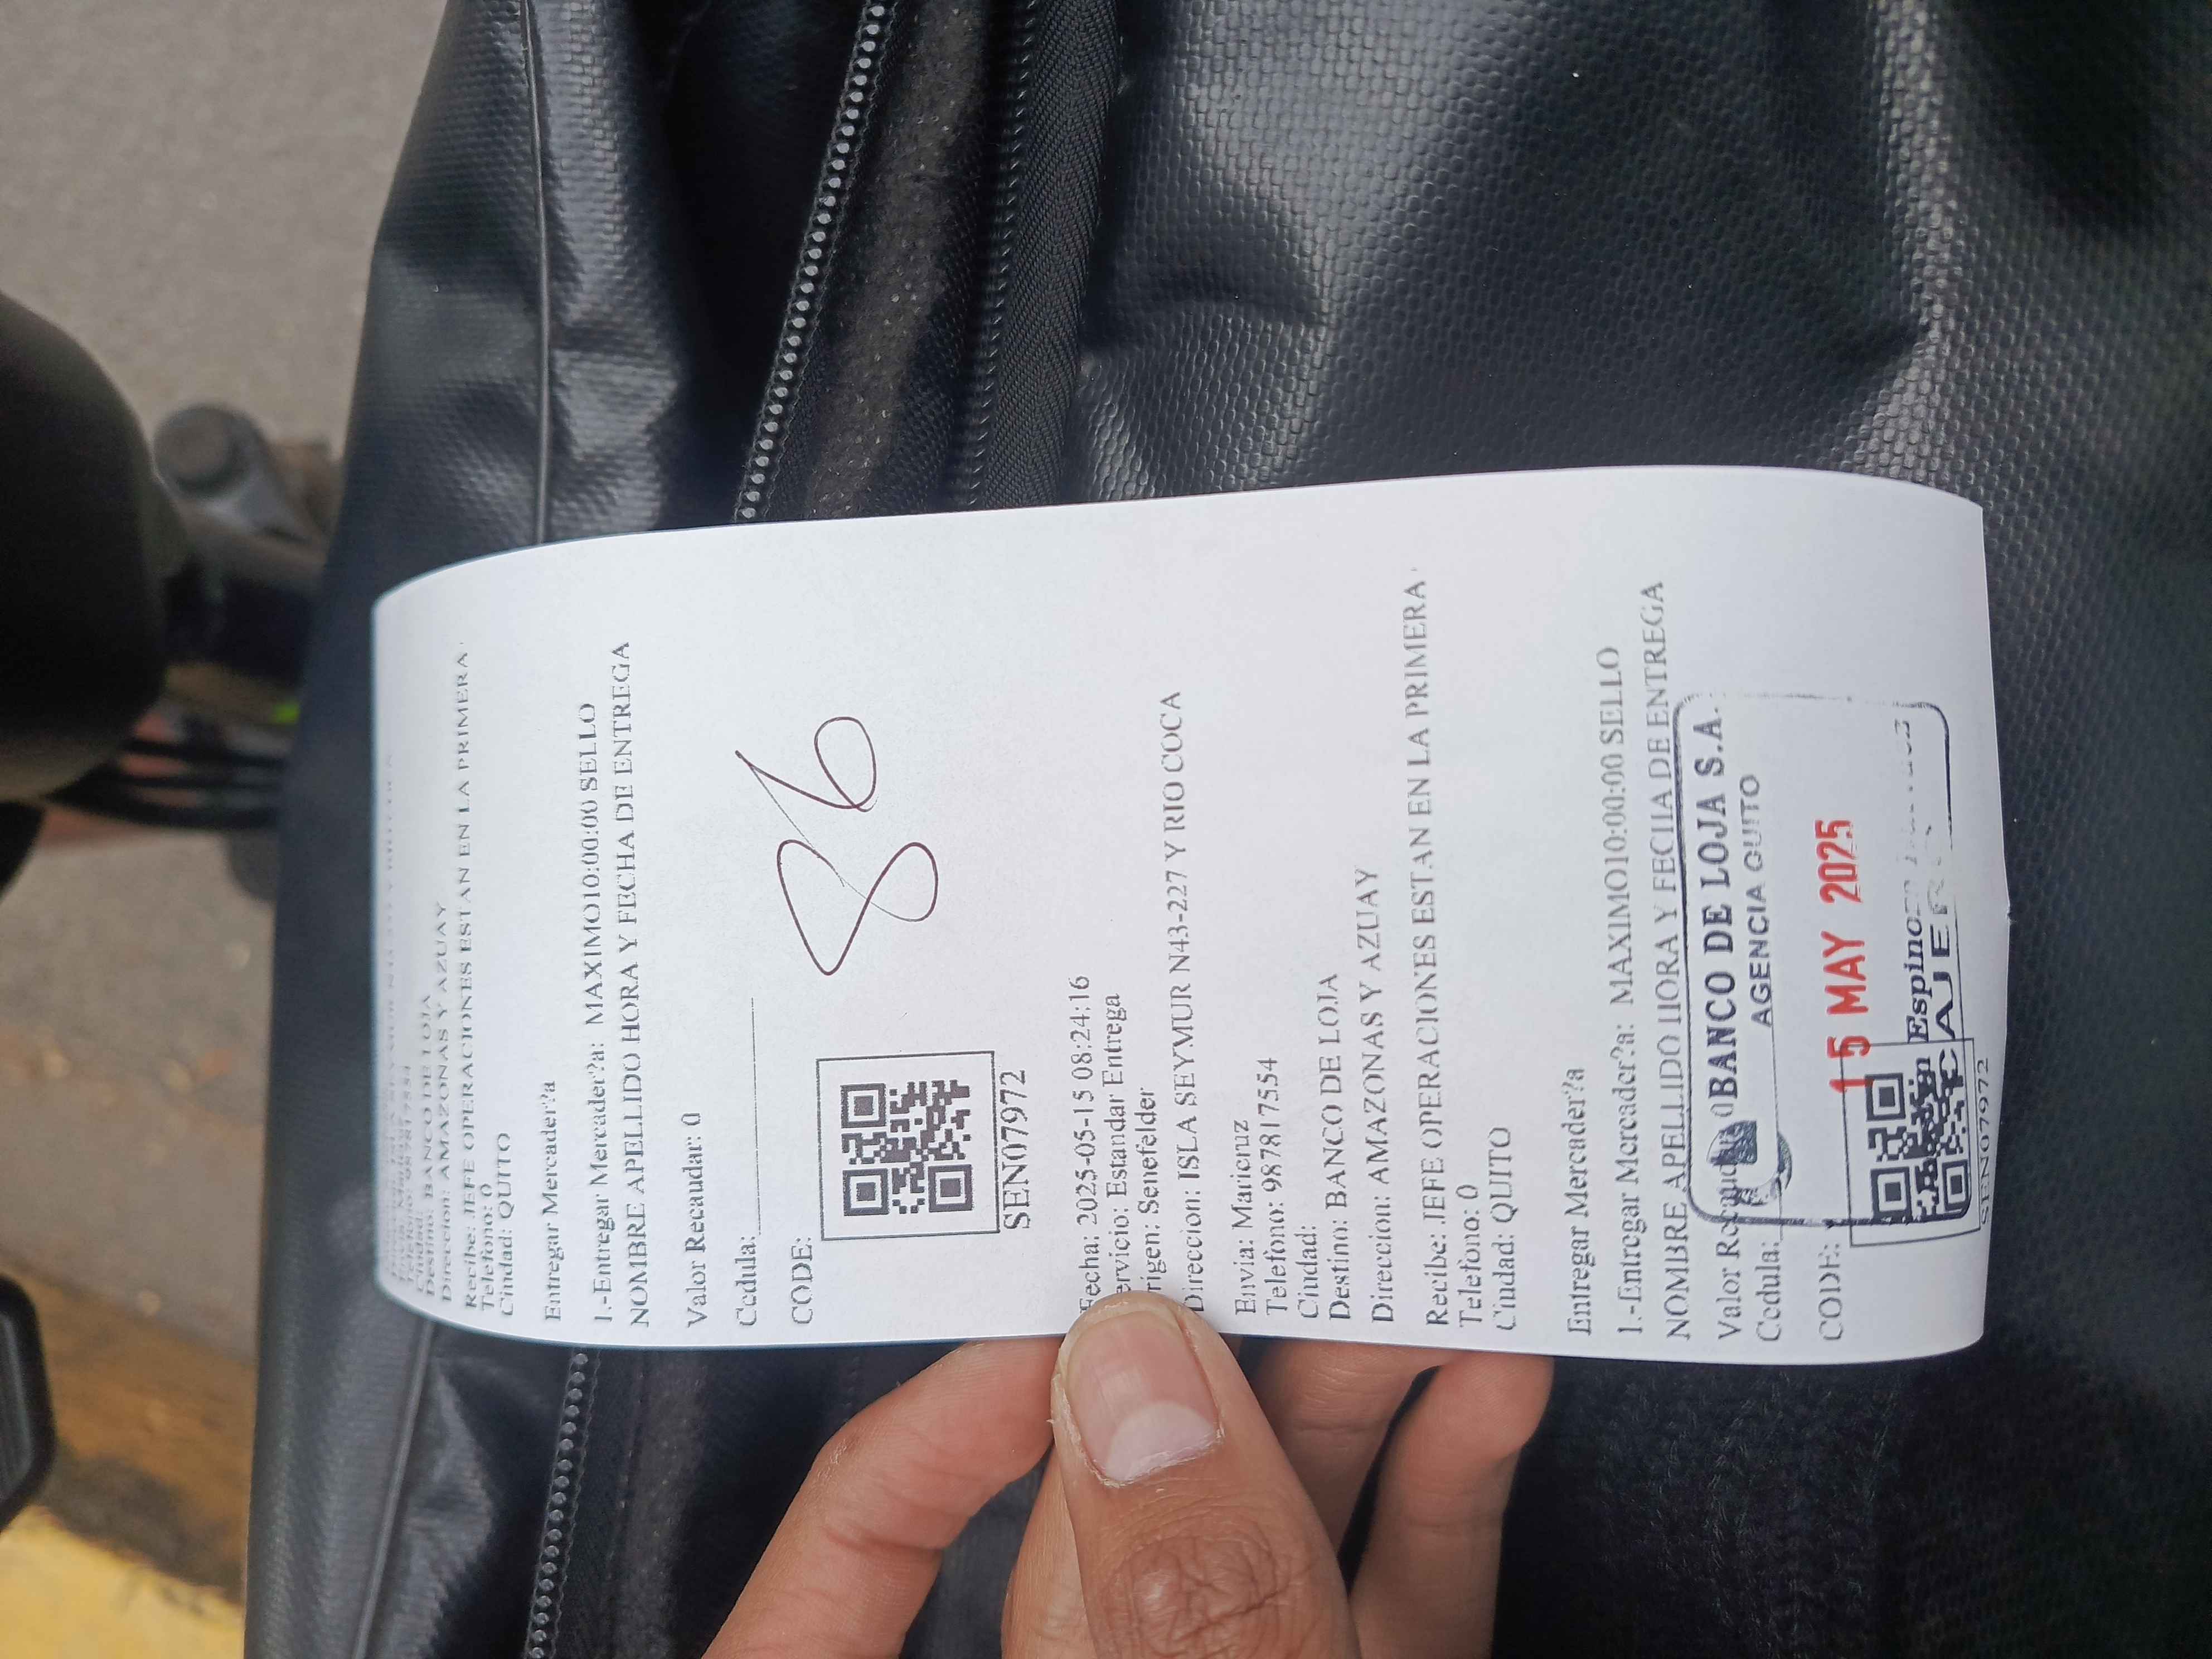 Destino: BANCO DE LOJA
Direccion: AMAZONAS Y AZUAY
Recibe: JEFE OPERACIONES ESTAN EN LA PRIMERA
Telefono: 0
Ciudad: QUITO
Entregar Mercader?a
1.-Entregar Mercader?a: MAXIMO10:00:00 SELLO
NOMBRE APELLIDO HORA Y FECHA DE ENTREGA
Valor Recaudar: 0
Cedula:
CODE:
86
SEN07972
Fecha: 2025-05-15 08:24:16
ervicio: Estandar Entrega
rigen: Senefelder
Direccion: ISLA SEYMUR N43-227 Y RIO COCA
Envia: Maricruz
Telefono: 987817554
Ciudad:
Destino: BANCO DE LOJA
Direccion: AMAZONAS Y AZUAY
Recibe: JEFE OPERACIONES ESTAN EN LA PRIMERA
Telefono: 0
Ciudad: QUITO
Entregar Mercader?a
1.-Entregar Mercader?a: MAXIMO10:00:00 SELLO
NOMBRE APELLIDO HORA Y FECHA DE ENTREGA
Valor
Cedula:
BANCO DE LOJA S.A.
AGENCIA QUITO
15 MAY 2025
CODE:
SEN07972